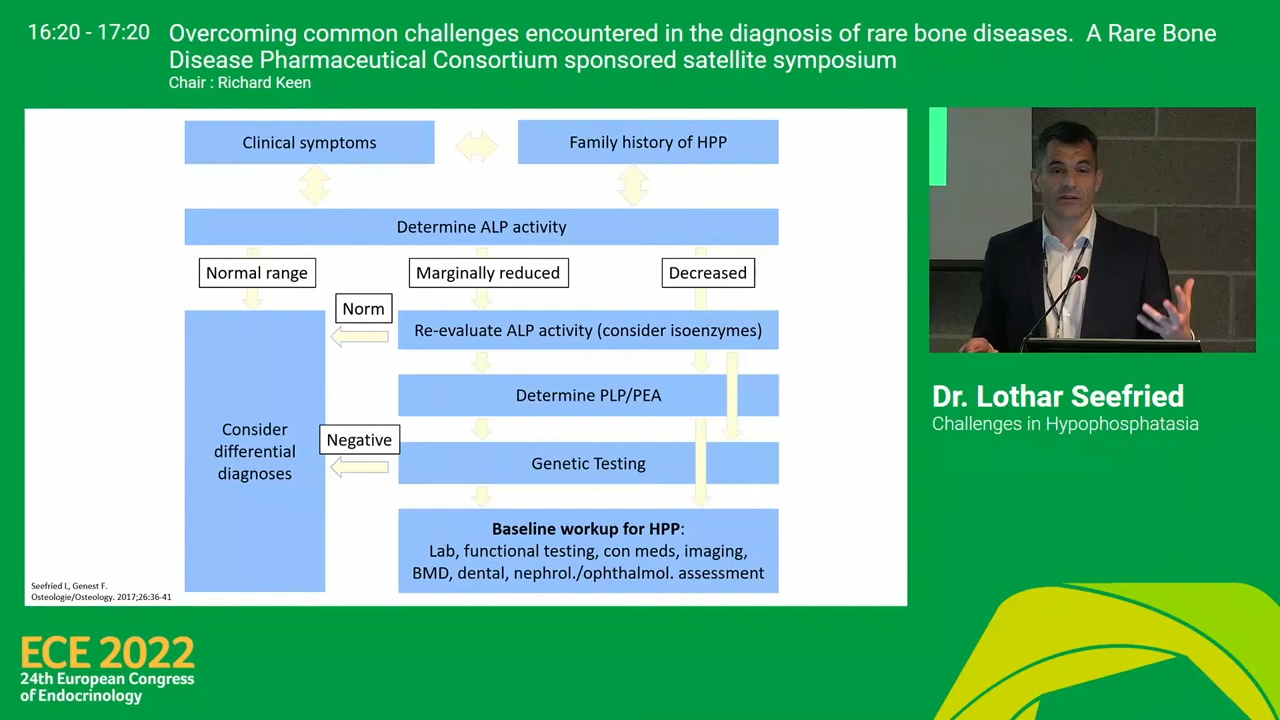 16:20 - 17:20
Overcoming common challenges encountered in the diagnosis of rare bone diseases. A Rare Bone
Disease Pharmaceutical Consortium sponsored satellite symposium
Chair : Richard Keen
Clinical symptoms
Family history of HPP
Determine ALP activity
Normal range
Marginally reduced
Decreased
Norm
Re-evaluate ALP activity (consider isoenzymes)
Determine PLP/PEA
Consider
differential
diagnoses
Negative
Genetic Testing
Baseline workup for HPP:
Lab, functional testing, con meds, imaging,
BMD, dental, nephrol./ophthalmol. assessment
Seefried L, Genest F.
Osteologie/Osteology. 2017;26:36-41
Dr. Lothar Seefried
Challenges in Hypophosphatasia
ECE 2022
24th European Congress
of Endocrinology